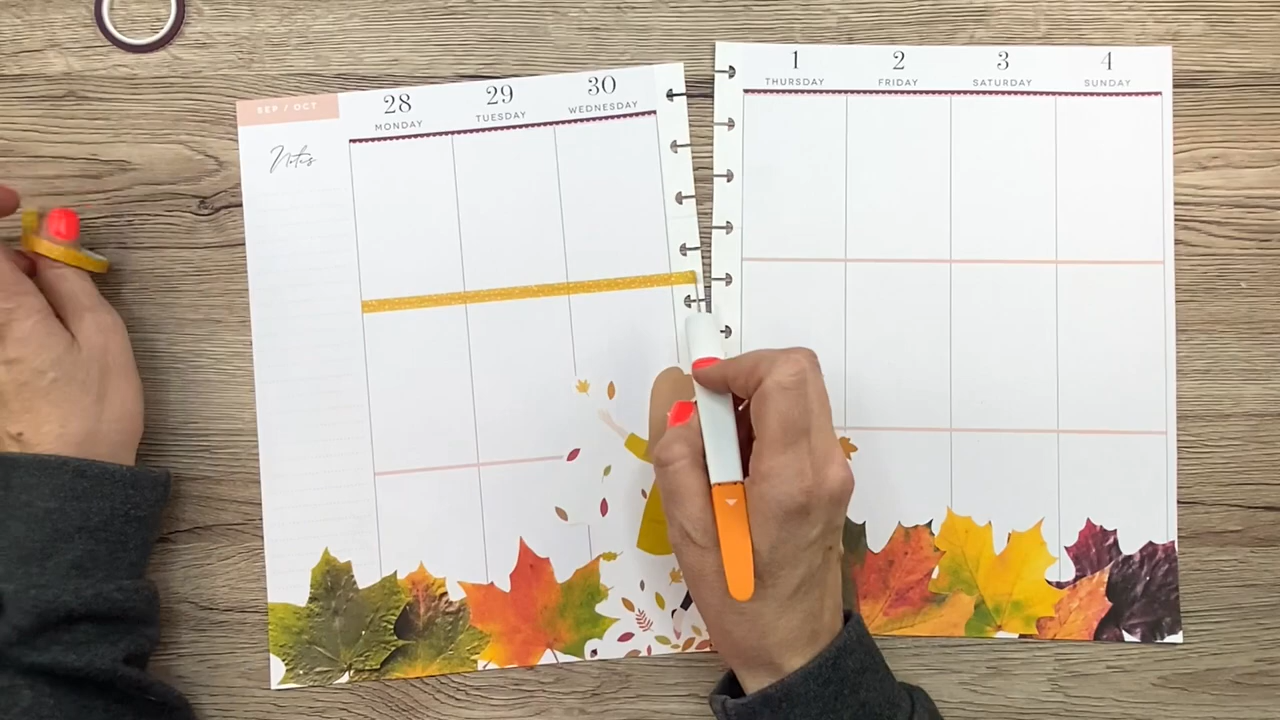 SEP / OCT
28
MONDAY
29
TUESDAY
30
WEDNESDAY
Notes
1
THURSDAY
2
FRIDAY
3
SATURDAY
4
SUNDAY